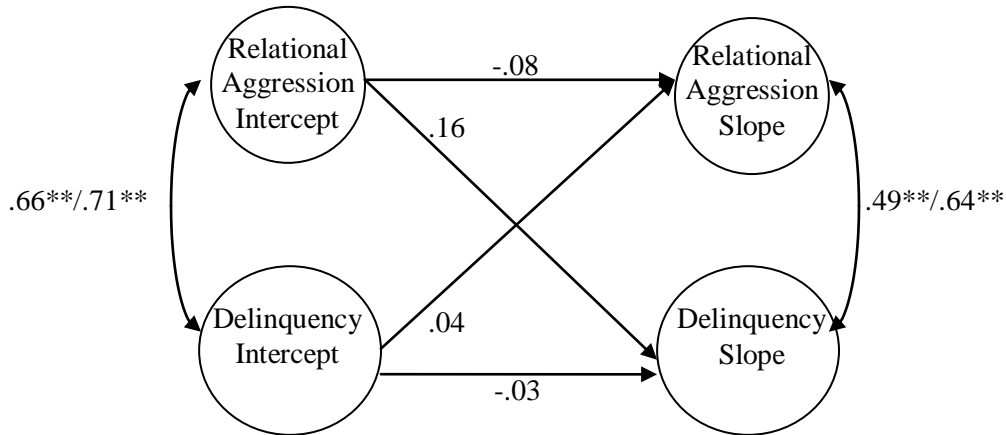 Relational
Aggression
Intercept
Relational
Aggression
Slope
-.08
.16
.66**/.71**
.49**/.64**
Delinquency
Intercept
.04
Delinquency
Slope
-.03